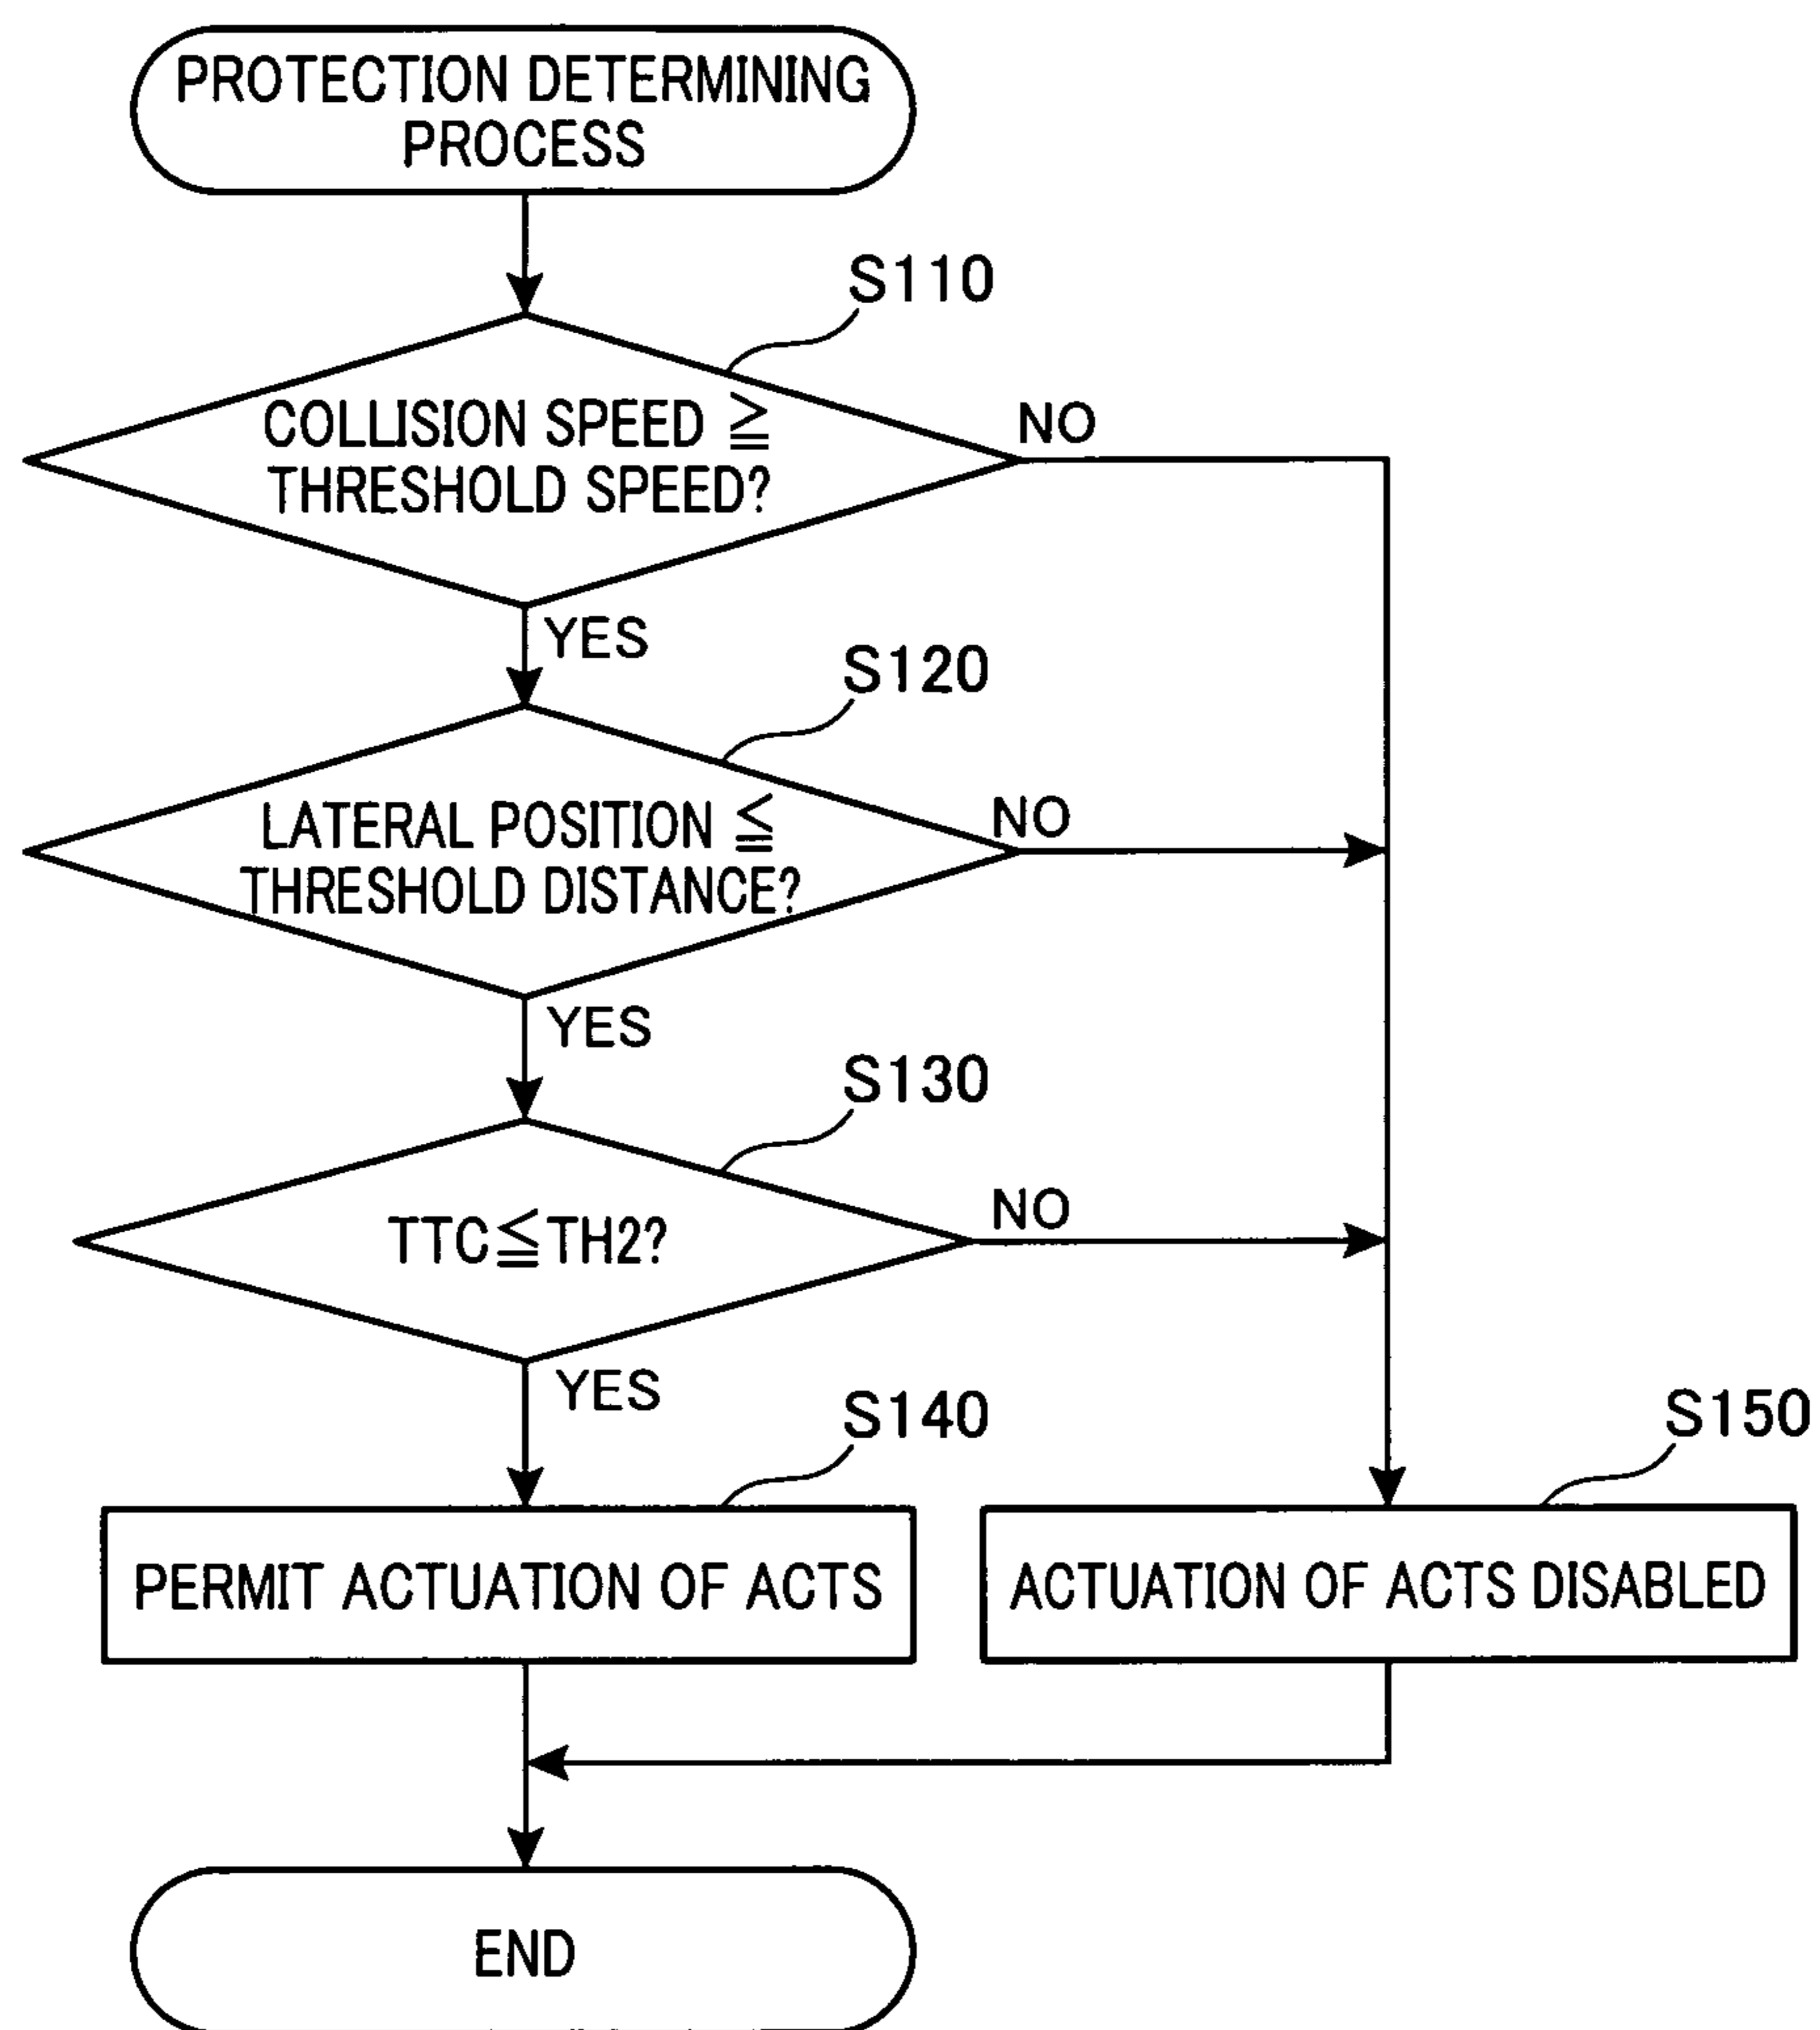 PROTECTION DETERMINING
PROCESS
S110
COLLISION SPEED ≧
THRESHOLD SPEED?
NO
YES
S120
LATERAL POSITION ≦
THRESHOLD DISTANCE?
NO
YES
S130
TTC≦TH2?
NO
YES
S140
S150
PERMIT ACTUATION OF ACTS
ACTUATION OF ACTS DISABLED
END